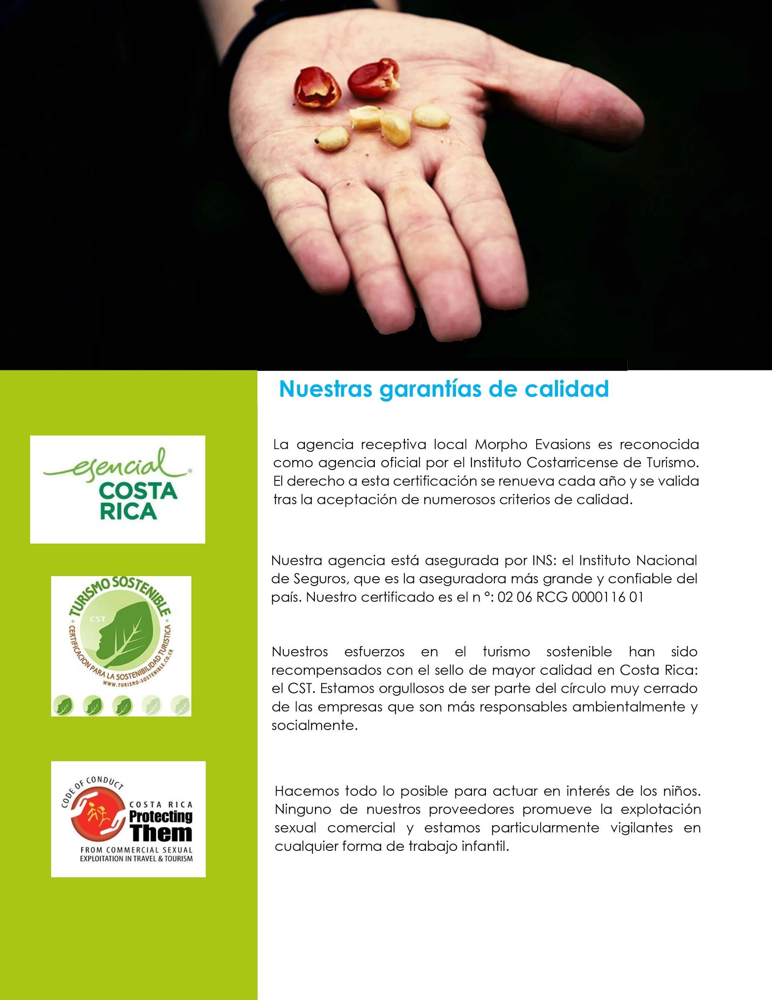 Nuestras garantías de calidad
esencial ®
COSTA
RICA
La agencia receptiva local Morpho Evasions es reconocida
como agencia oficial por el Instituto Costarricense de Turismo.
El derecho a esta certificación se renueva cada año y se valida
tras la aceptación de numerosos criterios de calidad.
Nuestra agencia está asegurada por INS: el Instituto Nacional
de Seguros, que es la aseguradora más grande y confiable del
país. Nuestro certificado es el n °: 02 06 RCG 0000116 01
TURISMO SOSTENIBLE
CST
CERTIFICACION PARA LA SOSTENIBILIDAD TURISTICA
WWW.TURISMO-SOSTENIBLE.CO.CR
Nuestros esfuerzos en el turismo sostenible han sido
recompensados con el sello de mayor calidad en Costa Rica:
el CST. Estamos orgullosos de ser parte del círculo muy cerrado
de las empresas que son más responsables ambientalmente y
socialmente.
CODE OF CONDUCT
COSTA RICA
Protecting
Them
FROM COMMERCIAL SEXUAL
EXPLOITATION IN TRAVEL & TOURISM
Hacemos todo lo posible para actuar en interés de los niños.
Ninguno de nuestros proveedores promueve la explotación
sexual comercial y estamos particularmente vigilantes en
cualquier forma de trabajo infantil.